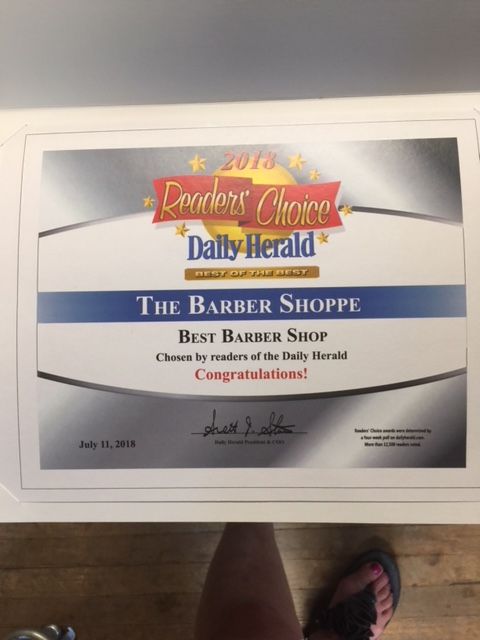 2018
Readers' Choice
Daily Herald
BEST OF THE BEST
THE BARBER SHOPPE
BEST BARBER SHOP
Chosen by readers of the Daily Herald
Congratulations!
July 11, 2018
Daily Herald President &
Readers' Choice awards were determined by
a four week poll on dailyherald.com.
More than 12,500 readers voted.